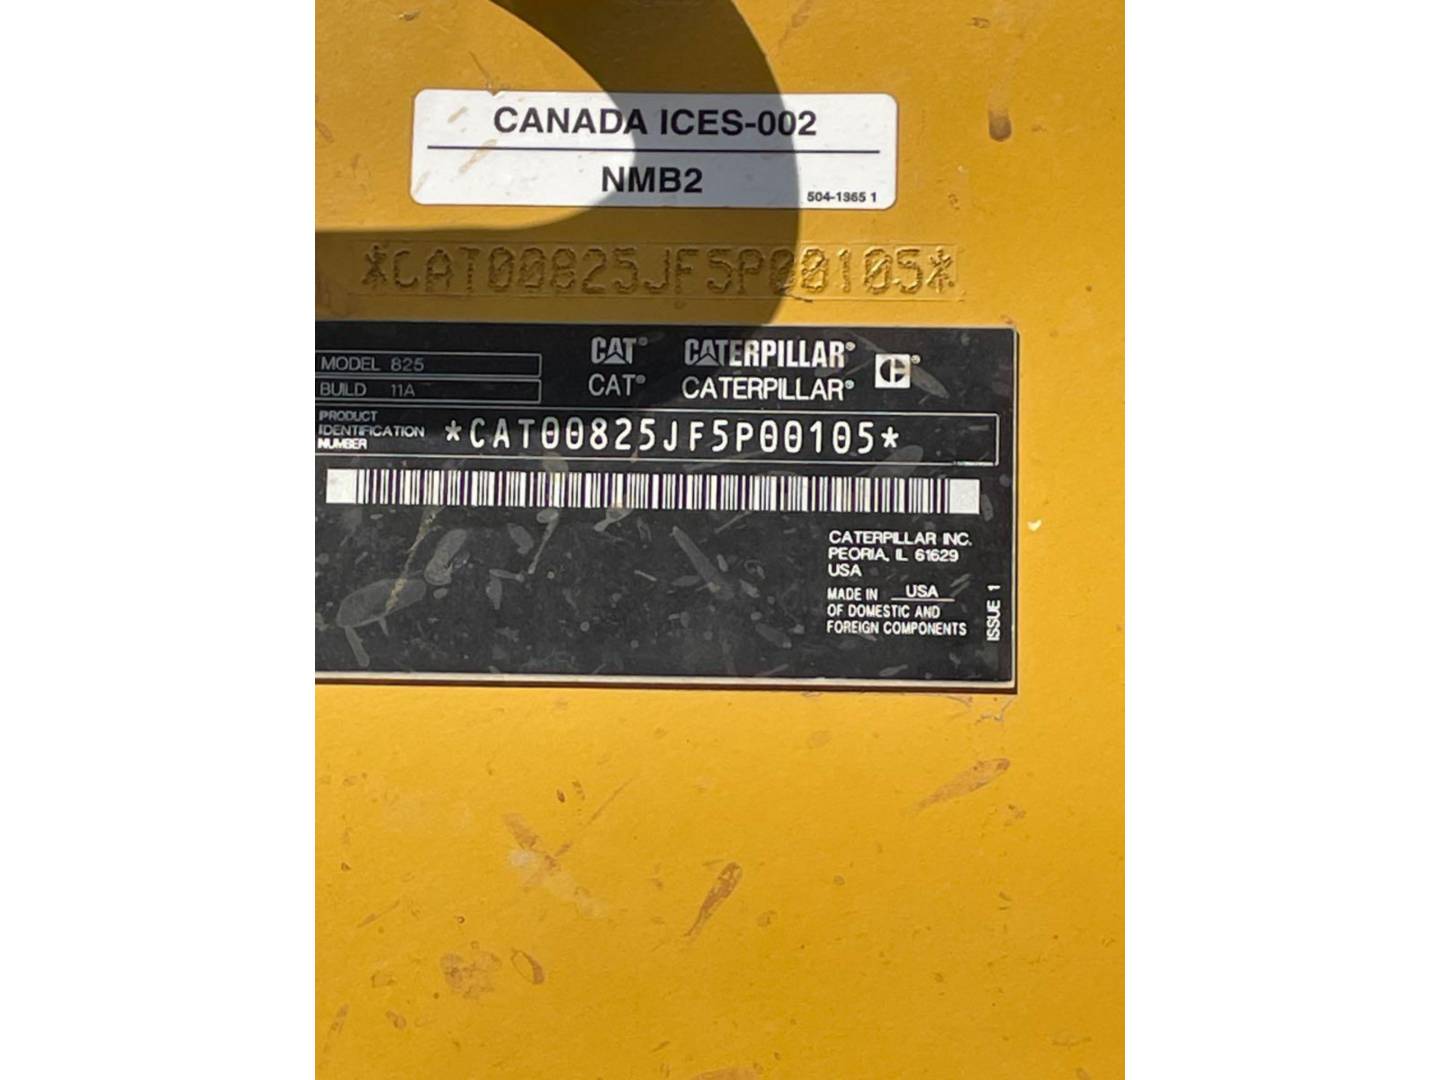 CANADA ICES-002
NMB2
504-1365 1
*CAT00825JF5P00105*
MODEL 825
BUILD 11A
CAT® CATERPILLAR®
CAT® CATERPILLAR®
PRODUCT
IDENTIFICATION
NUMBER
*CAT00825JF5P00105*
CATERPILLAR INC.
PEORIA, IL 61629
USA
MADE IN USA
OF DOMESTIC AND
FOREIGN COMPONENTS
ISSUE 1